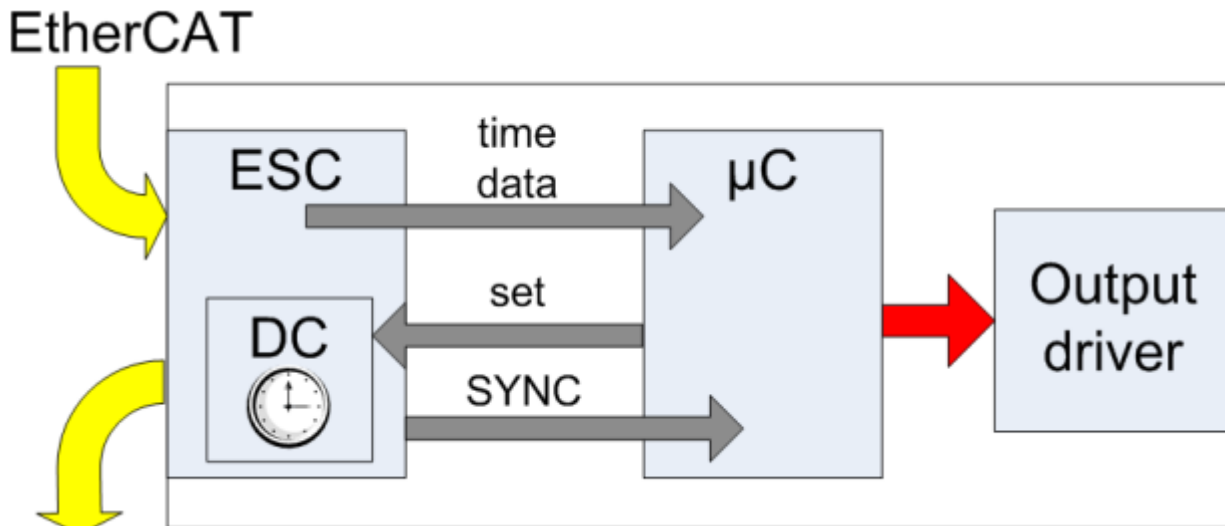 EtherCAT
ESC
time
data
µC
set
DC
SYNC
Output
driver